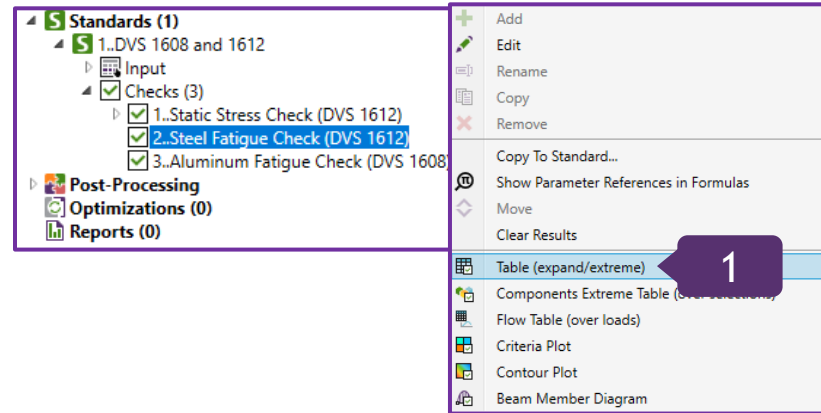 S Standards (1)
S 1..DVS 1608 and 1612
Input
Checks (3)
1..Static Stress Check (DVS 1612)
2..Steel Fatigue Check (DVS 1612)
3..Aluminum Fatigue Check (DVS 1608)
Post-Processing
Optimizations (0)
Reports (0)
Add
Edit
Rename
Copy
Remove
Copy To Standard...
Show Parameter References in Formulas
Move
Clear Results
Table (expand/extreme)
1
Components Extreme Table (over selections)
Flow Table (over loads)
Criteria Plot
Contour Plot
Beam Member Diagram